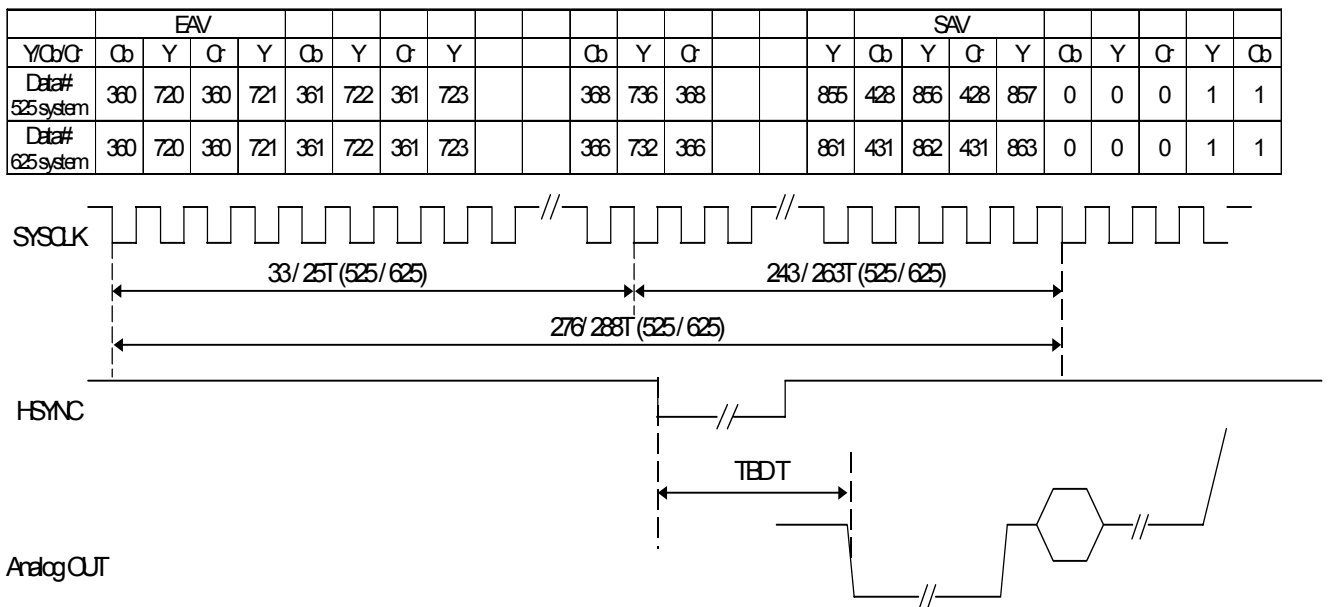 EAV SAV
Y/Cb/Cr Cb Y Cr Y Cb Y Cr Y Cb Y Cr Y Cb Y Cr Y Cb Y Cr Y Cb
Data#
525 system 360 720 360 721 361 722 361 723 368 736 368 855 428 856 428 857 0 0 0 1 1
Data#
625 system 360 720 360 721 361 722 361 723 366 732 366 861 431 862 431 863 0 0 0 1 1
SYSCLK
33 / 25T (525 / 625) 243 / 263T (525 / 625)
276/ 288T (525 / 625)
HSYNC
TBD T
Analog OUT